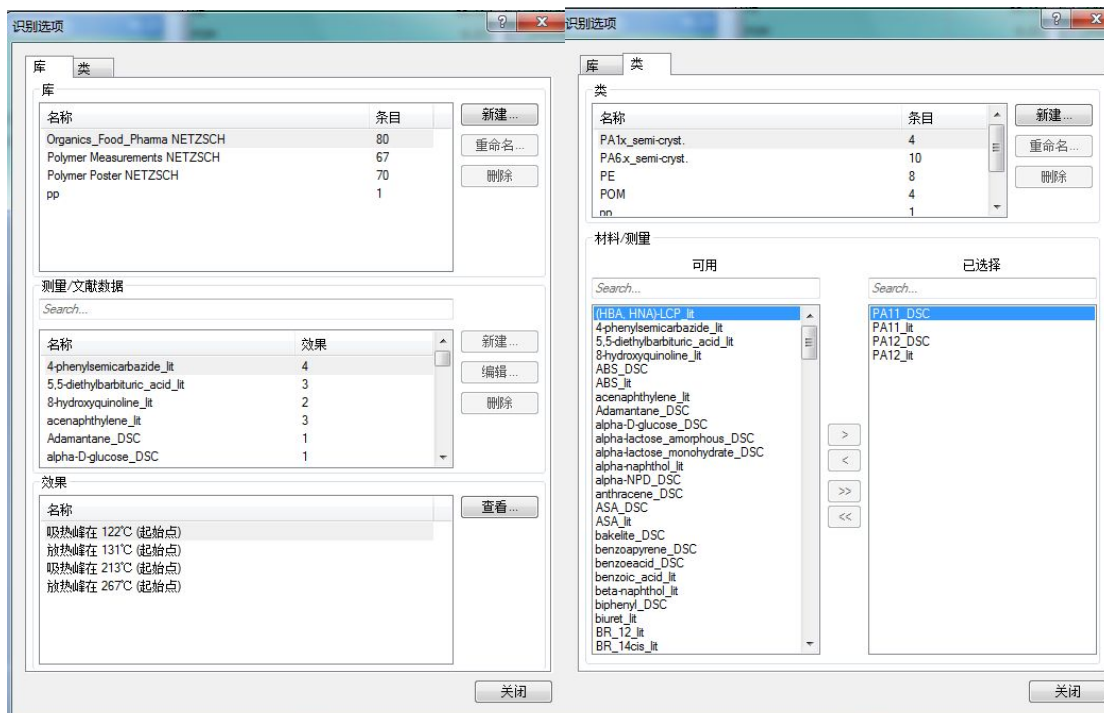 识别选项
库 类
库
名称 条目
Organics_Food_Pharma NETZSCH 80
Polymer Measurements NETZSCH 67
Polymer Poster NETZSCH 70
pp 1
新建...
重命名...
删除
测量/文献数据
Search...
名称 效果
4-phenylsemicarbazide_lit 4
5,5-diethylbarbituric_acid_lit 3
8-hydroxyquinoline_lit 2
acenaphthylene_lit 3
Adamantane_DSC 1
alpha-D-glucose_DSC 1
新建...
编辑...
删除
效果
名称
吸热峰在 122℃ (起始点)
放热峰在 131℃ (起始点)
吸热峰在 213℃ (起始点)
放热峰在 267℃ (起始点)
查看...
关闭
识别选项
库 类
类
名称 条目
PA1x_semi-cryst. 4
PA6.x_semi-cryst. 10
PE 8
POM 4
pp 1
新建...
重命名...
删除
材料/测量
可用
Search...
(HBA, HNA)-LCP_lit
4-phenylsemicarbazide_lit
5,5-diethylbarbituric_acid_lit
8-hydroxyquinoline_lit
ABS_DSC
ABS_lit
acenaphthylene_lit
Adamantane_DSC
alpha-D-glucose_DSC
alpha-lactose_amorphous_DSC
alpha-lactose_monohydrate_DSC
alpha-naphthol_lit
alpha-NPD_DSC
anthracene_DSC
ASA_DSC
ASA_lit
bakelite_DSC
benzoapyrene_DSC
benzoeacid_DSC
benzoic_acid_lit
beta-naphthol_lit
biphenyl_DSC
biuret_lit
BR_12_lit
BR_14cis_lit
>
<
>>
<<
已选择
Search...
PA11_DSC
PA11_lit
PA12_DSC
PA12_lit
关闭